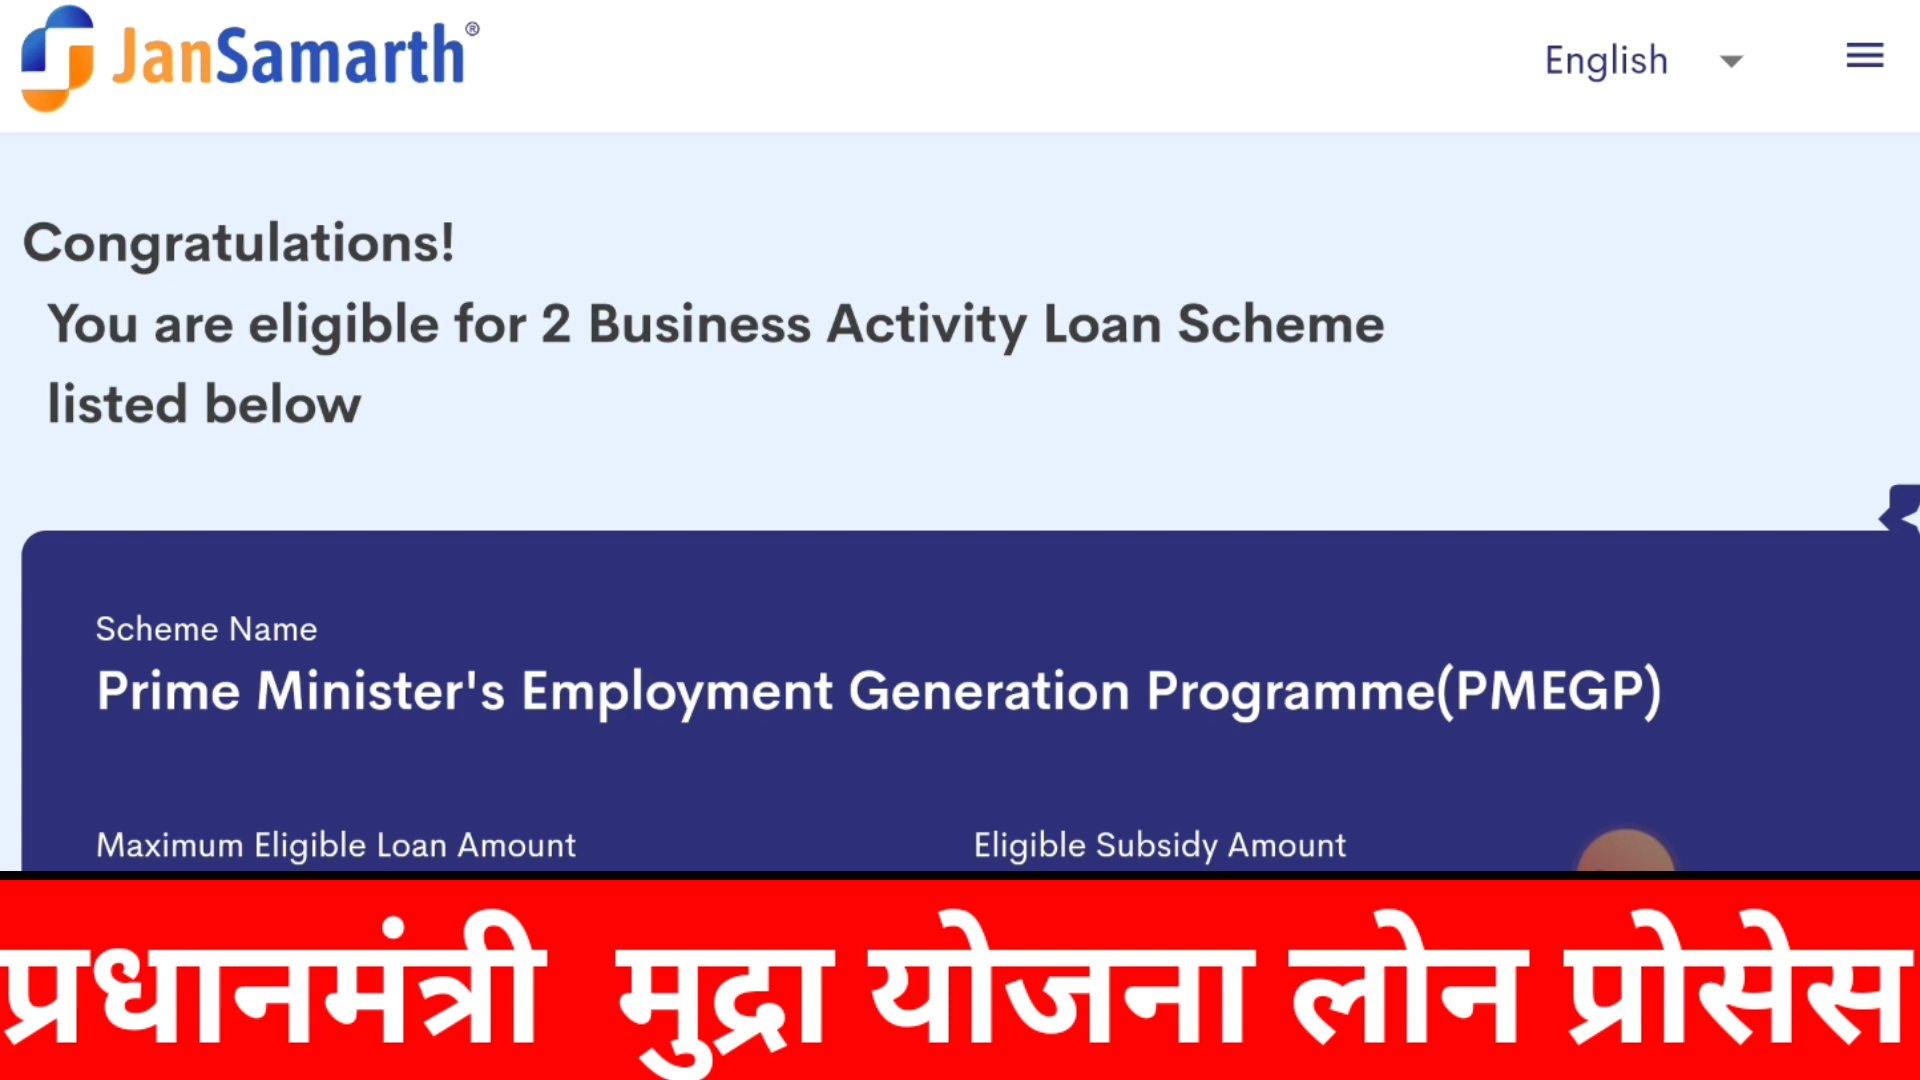 JanSamarth®
English
Congratulations!
You are eligible for 2 Business Activity Loan Scheme
listed below
Scheme Name
Prime Minister's Employment Generation Programme(PMEGP)
Maximum Eligible Loan Amount
Eligible Subsidy Amount
प्रधानमंत्री मुद्रा योजना लोन प्रोसेस